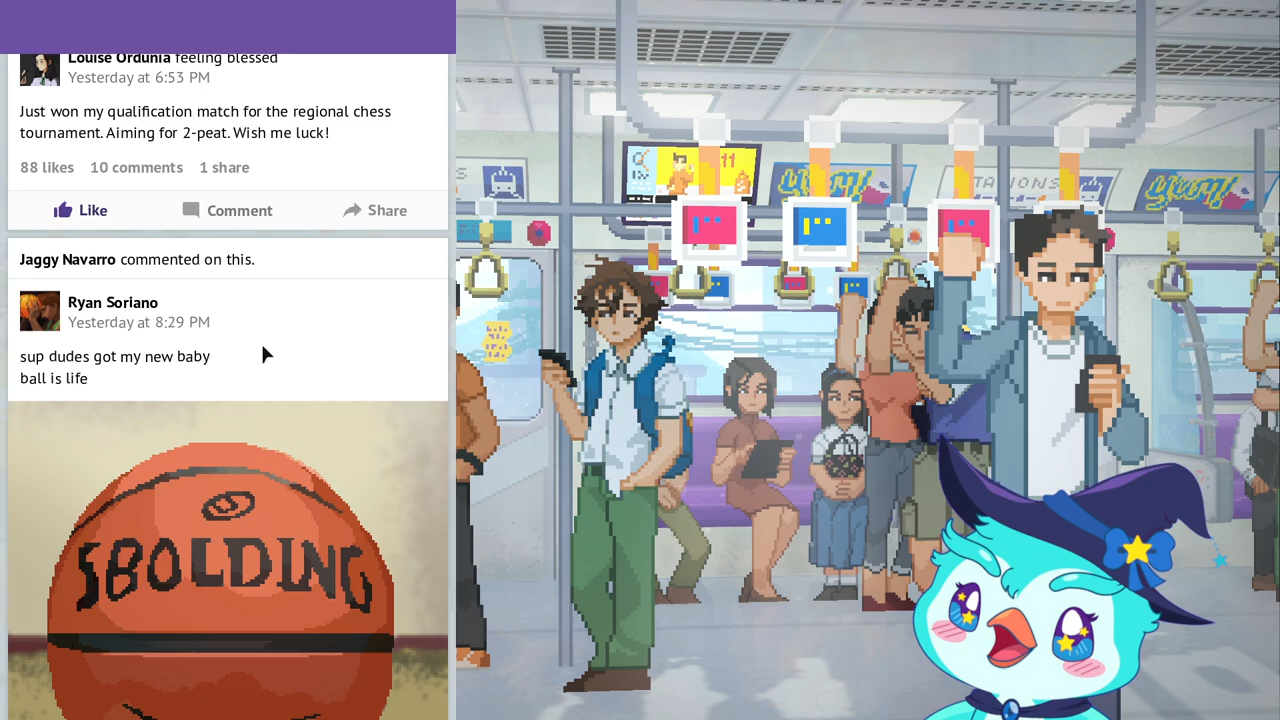 Louise Ordunia feeling blessed
Yesterday at 6:53 PM
Just won my qualification match for the regional chess
tournament. Aiming for 2-peat. Wish me luck!
88 likes 10 comments 1 share
Like Comment Share
Jaggy Navarro commented on this.
Ryan Soriano
Yesterday at 8:29 PM
sup dudes got my new baby
ball is life
SBOLDING
Yum!
Yum!